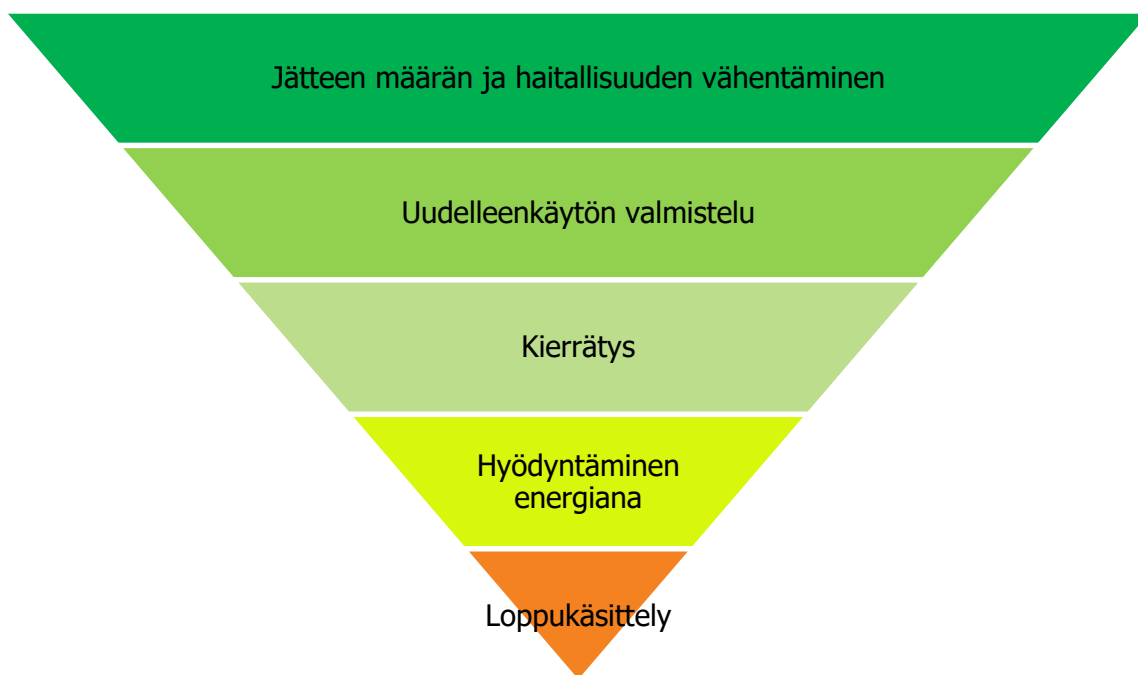 Jätteen määrän ja haitallisuuden vähentäminen
Uudelleenkäytön valmistelu
Kierrätys
Hyödyntäminen
energiana
Loppukäsittely